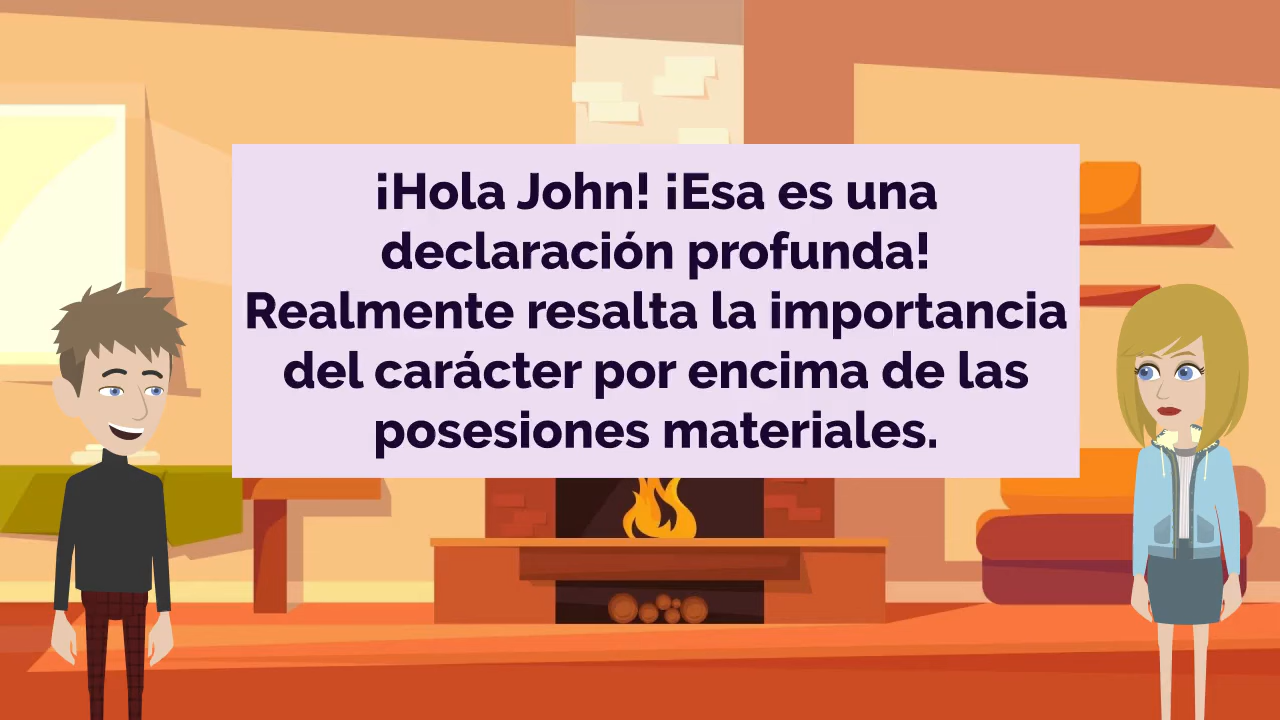 ¡Hola John! ¡Esa es una
declaración profunda!
Realmente resalta la importancia
del carácter por encima de las
posesiones materiales.